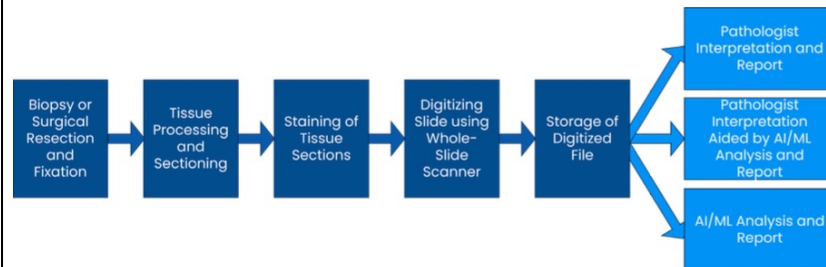 Biopsy or
Surgical
Resection
and
Fixation
Tissue
Processing
and
Sectioning
Staining of
Tissue
Sections
Digitizing
Slide using
Whole-
Slide
Scanner
Storage of
Digitized
File
Pathologist
Interpretation and
Report
Pathologist
Interpretation
Aided by AI/ML
Analysis and
Report
AI/ML Analysis and
Report